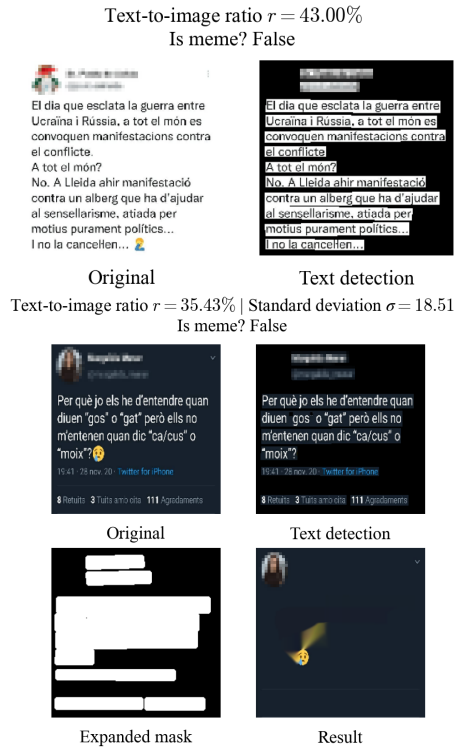 Text-to-image ratio r = 43.00%
Is meme? False
El dia que esclata la guerra entre
Ucraïna i Rússia, a tot el món es
convoquen manifestacions contra
el conflicte.
A tot el món?
No. A Lleida ahir manifestació
contra un alberg que ha d'ajudar
al sensellarisme, atiada per
motius purament polítics...
I no la cancel·len... 🤦
El dia que esclata la guerra entre
Ucraïna i Rússia, a tot el món es
convoquen manifestacions contra
el conflicte
A tot el món?
No. A Lleida ahir manifestació
contra un alberg que ha d'ajudar
al sensellarisme, atiada per
motius purament polítics...
I no la cancel·len...
Original
Text detection
Text-to-image ratio r = 35.43% | Standard deviation σ = 18.51
Is meme? False
Per què jo els he d'entendre quan
diuen "gos" o "gat" però ells no
m'entenen quan dic "ca/cus" o
"moix"?😢
19:41 · 28 nov. 20 · Twitter for iPhone
8 Retuits 3 Tuits amb cita 111 Agradaments
Per què jo els he d'entendre quan
diuen gos o "gat" però ells no
m'entenen quan dic "ca/cus" o
"moix"?
19:41 · 28 nov. 20 · Twitter for iPhone
8 Retuits 3 Tuits amb cita 111 Agradaments
Original
Text detection
Expanded mask
Result